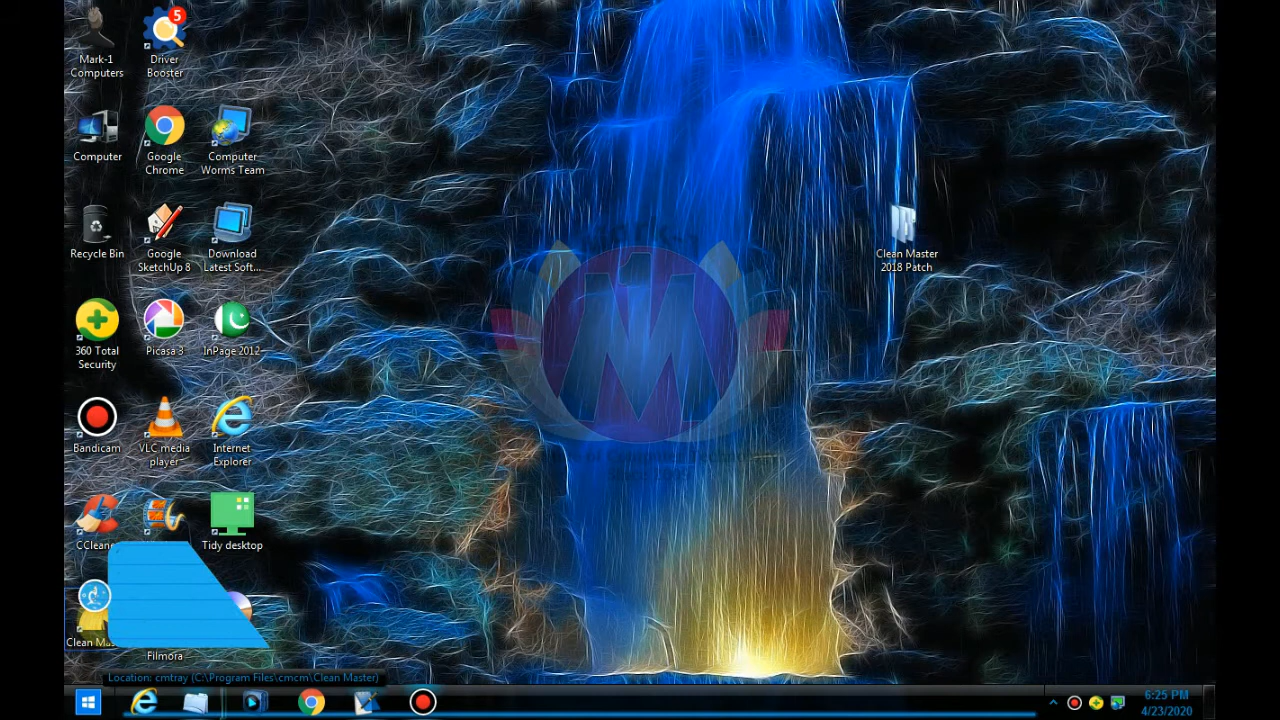 5
Mark-1
Computers
Driver
Booster
Computer
Google
Chrome
Computer
Worms Team
Recycle Bin
Google
SketchUp 8
Download
Latest Soft...
Clean Master
2018 Patch
360 Total
Security
Picasa 3
InPage 2012
Bandicam
VLC media
player
Internet
Explorer
CClean
Tidy desktop
Clean Ma
Filmora
Location: cmtray (C:\Program Files\cmcm\Clean Master)
6:25 PM
4/23/2020